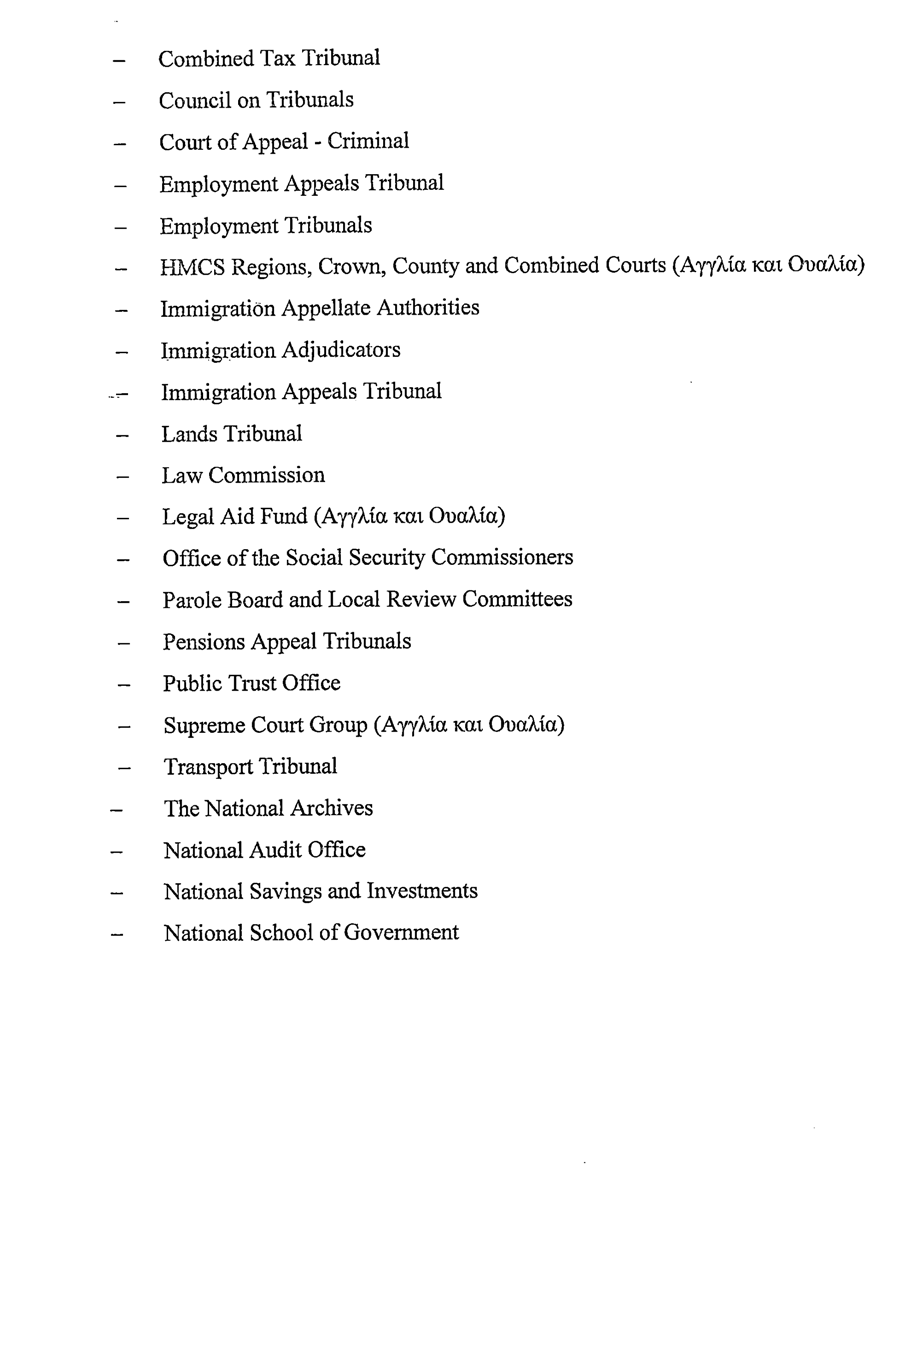 – Combined Tax Tribunal
– Council on Tribunals
– Court of Appeal - Criminal
– Employment Appeals Tribunal
– Employment Tribunals
– HMCS Regions, Crown, County and Combined Courts (Αγγλία και Ουαλία)
– Immigration Appellate Authorities
– Immigration Adjudicators
– Immigration Appeals Tribunal
– Lands Tribunal
– Law Commission
– Legal Aid Fund (Αγγλία και Ουαλία)
– Office of the Social Security Commissioners
– Parole Board and Local Review Committees
– Pensions Appeal Tribunals
– Public Trust Office
– Supreme Court Group (Αγγλία και Ουαλία)
– Transport Tribunal
– The National Archives
– National Audit Office
– National Savings and Investments
– National School of Government